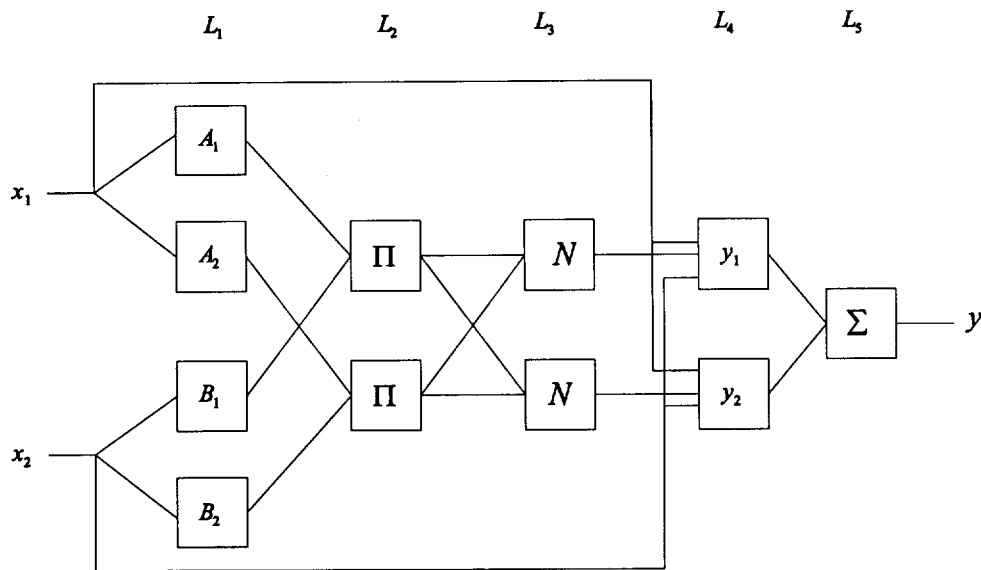 L₁ L₂ L₃ L₄ L₅
A₁
x₁
A₂
Π N y₁
Σ y
B₁ Π N y₂
x₂
B₂